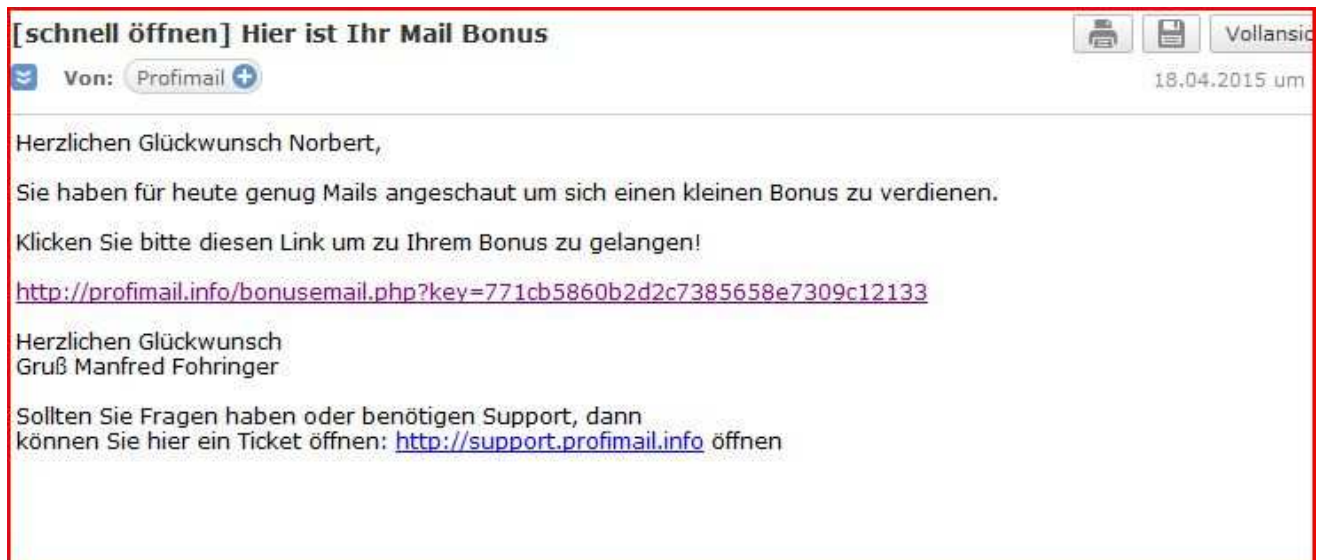 [schnell öffnen] Hier ist Ihr Mail Bonus
Von: Profimail
18.04.2015 um
Herzlichen Glückwunsch Norbert,
Sie haben für heute genug Mails angeschaut um sich einen kleinen Bonus zu verdienen.
Klicken Sie bitte diesen Link um zu Ihrem Bonus zu gelangen!
http://profimail.info/bonusemail.php?key=771cb5860b2d2c7385658e7309c12133
Herzlichen Glückwunsch
Gruß Manfred Fohringer
Sollten Sie Fragen haben oder benötigen Support, dann
können Sie hier ein Ticket öffnen: http://support.profimail.info öffnen